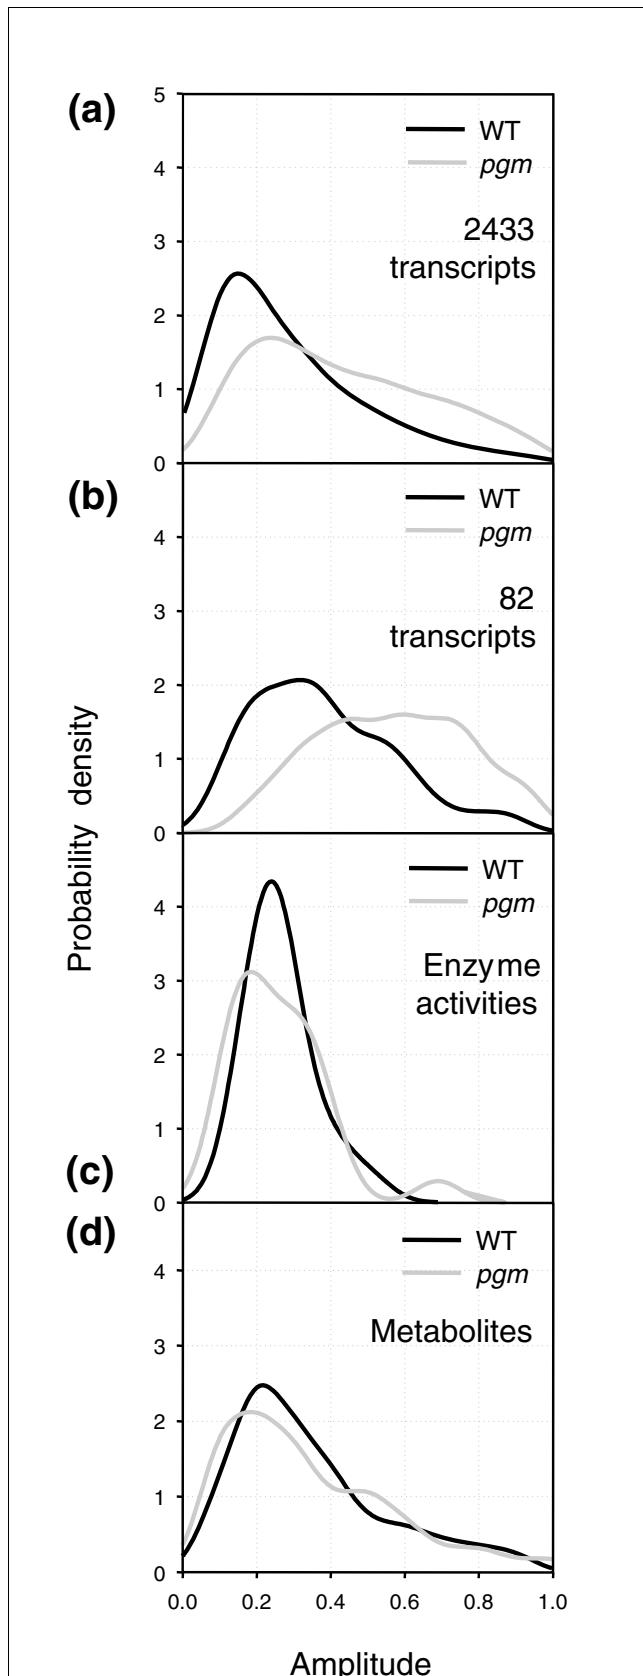 (a)
5
4
3
2
1
0
WT
pgm
2433
transcripts
(b)
4
3
2
1
0
WT
pgm
82
transcripts
Probability density
4
3
2
1
0
WT
pgm
Enzyme
activities
(c)
(d)
4
3
2
1
0
WT
pgm
Metabolites
0.0 0.2 0.4 0.6 0.8 1.0
Amplitude